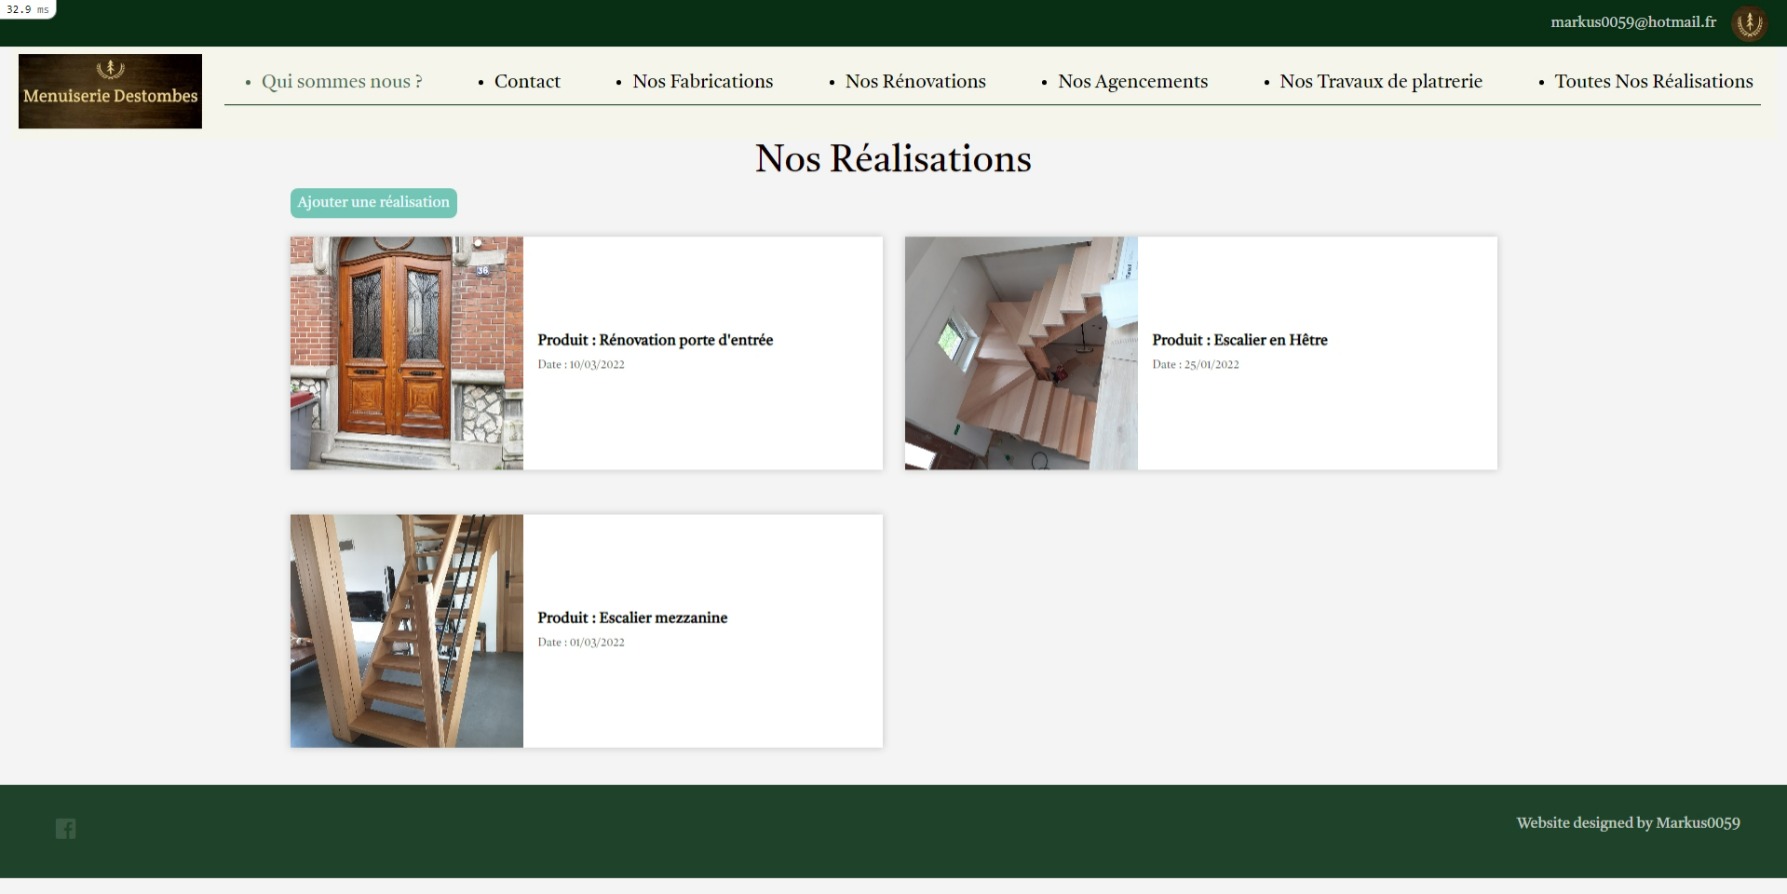 32.9 ms
markus0059@hotmail.fr
Menuiserie Destombes
• Qui sommes nous ?
• Contact
• Nos Fabrications
• Nos Rénovations
• Nos Agencements
• Nos Travaux de platrerie
• Toutes Nos Réalisations
Nos Réalisations
Ajouter une réalisation
36
Produit : Rénovation porte d'entrée
Date : 10/03/2022
Produit : Escalier en Hêtre
Date : 25/01/2022
Produit : Escalier mezzanine
Date : 01/03/2022
Website designed by Markus0059